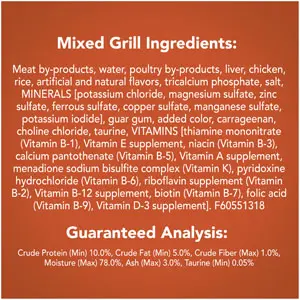 Mixed Grill Ingredients:
Meat by-products, water, poultry by-products, liver, chicken,
rice, artificial and natural flavors, tricalcium phosphate, salt,
MINERALS [potassium chloride, magnesium sulfate, zinc
sulfate, ferrous sulfate, copper sulfate, manganese sulfate,
potassium iodide], guar gum, added color, carrageenan,
choline chloride, taurine, VITAMINS [thiamine mononitrate
(Vitamin B-1), Vitamin E supplement, niacin (Vitamin B-3),
calcium pantothenate (Vitamin B-5), Vitamin A supplement,
menadione sodium bisulfite complex (Vitamin K), pyridoxine
hydrochloride (Vitamin B-6), riboflavin supplement (Vitamin
B-2), Vitamin B-12 supplement, biotin (Vitamin B-7), folic acid
(Vitamin B-9), Vitamin D-3 supplement]. F60551318
Guaranteed Analysis:
Crude Protein (Min) 10.0%, Crude Fat (Min) 5.0%, Crude Fiber (Max) 1.0%,
Moisture (Max) 78.0%, Ash (Max) 3.0%, Taurine (Min) 0.05%